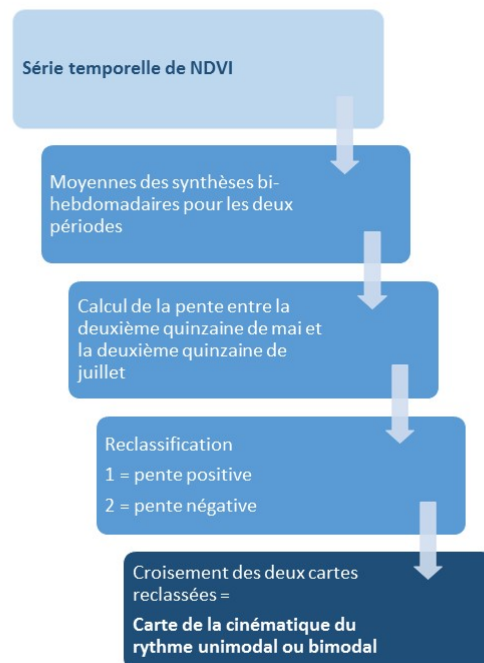 Série temporelle de NDVI
Moyennes des synthèses bi-
hebdomadaires pour les deux
périodes
Calcul de la pente entre la
deuxième quinzaine de mai et
la deuxième quinzaine de
juillet
Reclassification
1 = pente positive
2 = pente négative
Croisement des deux cartes
reclassées =
Carte de la cinématique du
rythme unimodal ou bimodal